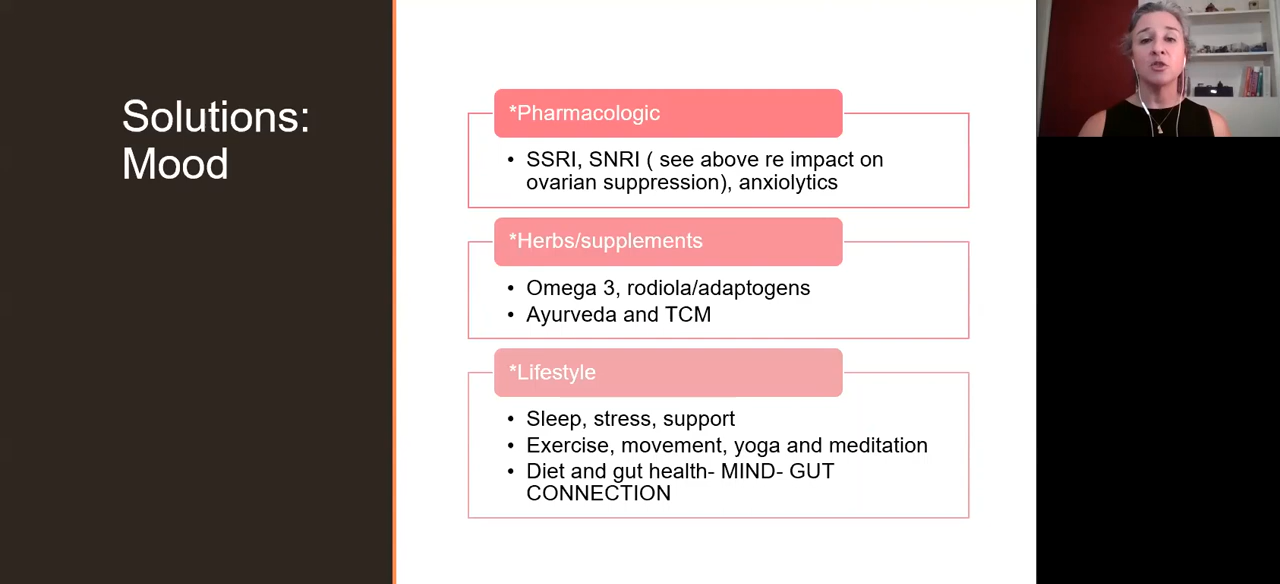 Solutions:
Mood
*Pharmacologic
• SSRI, SNRI ( see above re impact on
ovarian suppression), anxiolytics
*Herbs/supplements
• Omega 3, rodiola/adaptogens
• Ayurveda and TCM
*Lifestyle
• Sleep, stress, support
• Exercise, movement, yoga and meditation
• Diet and gut health- MIND- GUT
CONNECTION